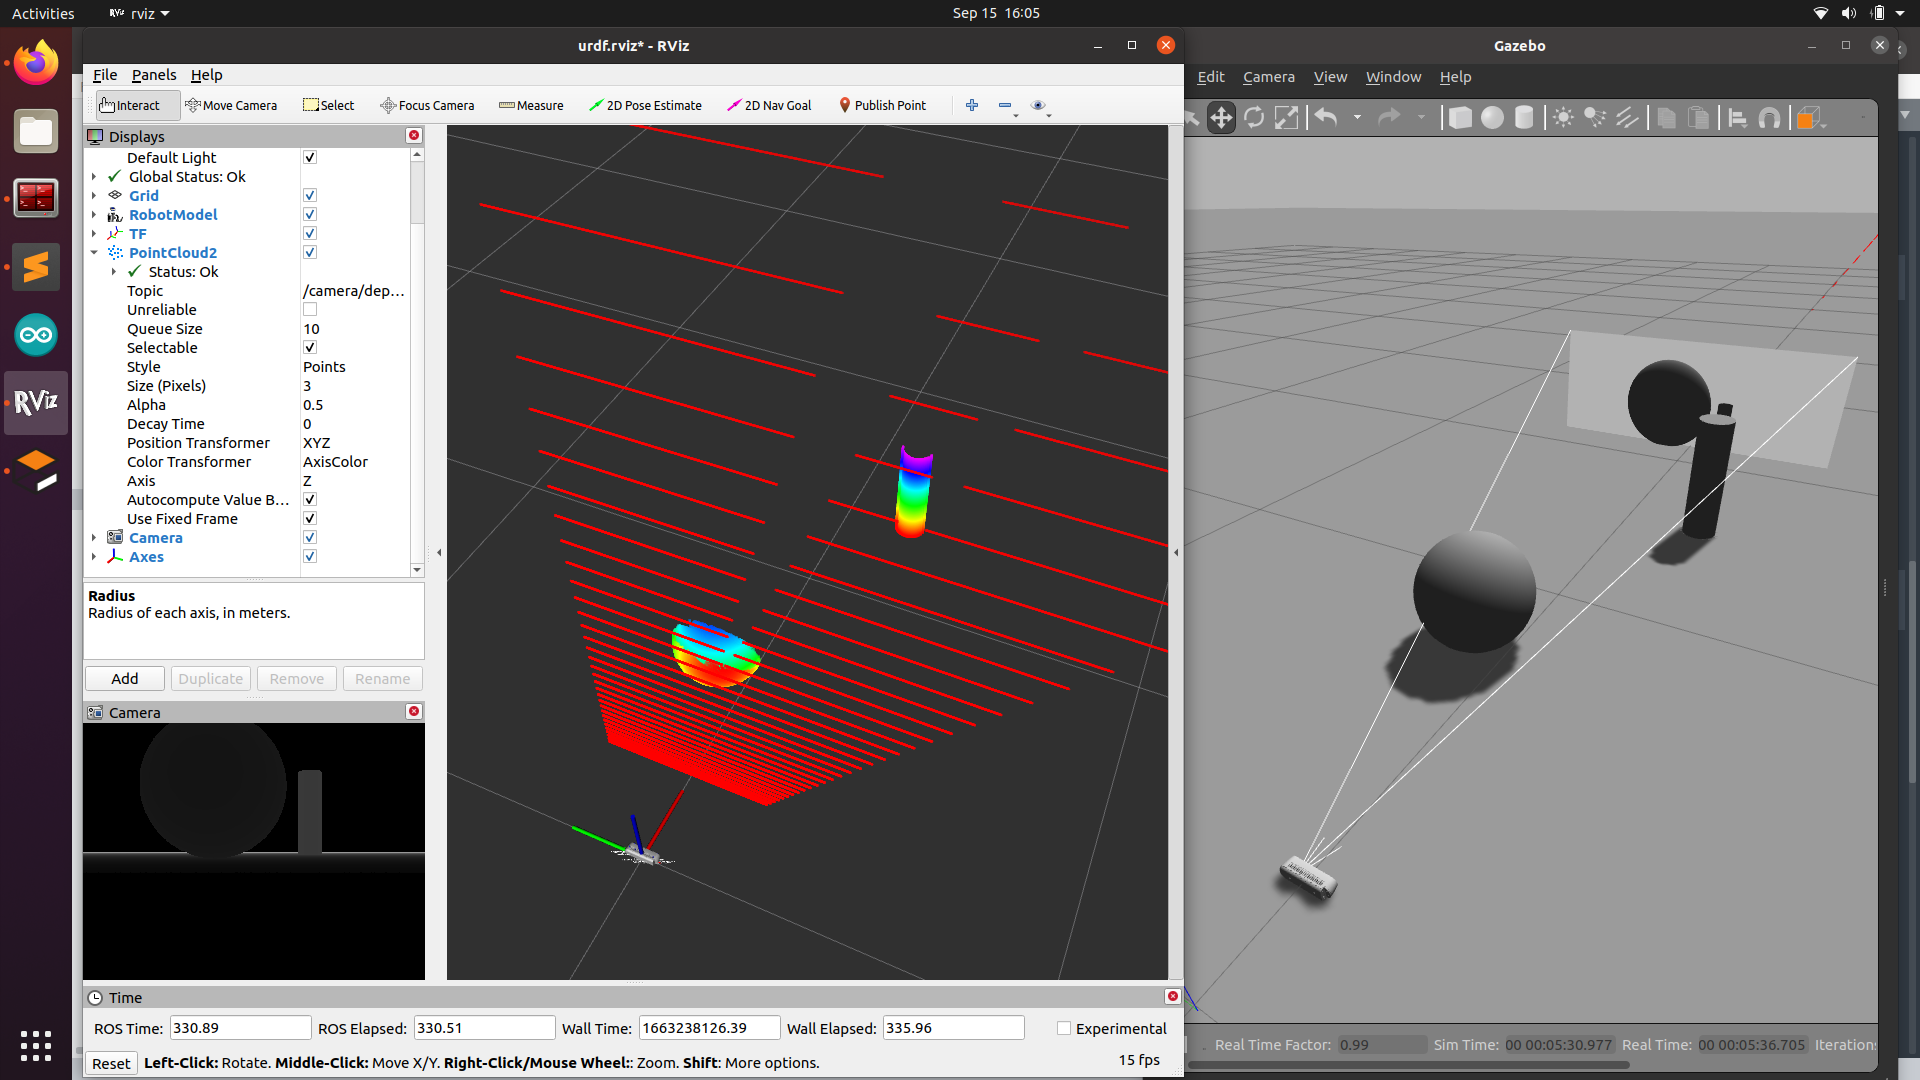 Activities
RViz rviz
Sep 15 16:05
urdf.rviz* - RViz
File Panels Help
Interact Move Camera Select Focus Camera Measure 2D Pose Estimate 2D Nav Goal Publish Point
Displays
Default Light
Global Status: Ok
Grid
RobotModel
TF
PointCloud2
Status: Ok
Topic /camera/dep...
Unreliable
Queue Size 10
Selectable
Style Points
Size (Pixels) 3
Alpha 0.5
Decay Time 0
Position Transformer XYZ
Color Transformer AxisColor
Axis Z
Autocompute Value B...
Use Fixed Frame
Camera
Axes
Radius
Radius of each axis, in meters.
Add Duplicate Remove Rename
Camera
Time
ROS Time: 330.89 ROS Elapsed: 330.51 Wall Time: 1663238126.39 Wall Elapsed: 335.96 Experimental
Reset Left-Click: Rotate. Middle-Click: Move X/Y. Right-Click/Mouse Wheel:: Zoom. Shift: More options. 15 fps
Gazebo
Edit Camera View Window Help
Real Time Factor: 0.99 Sim Time: 00 00:05:30.977 Real Time: 00 00:05:36.705 Iteration
RViz